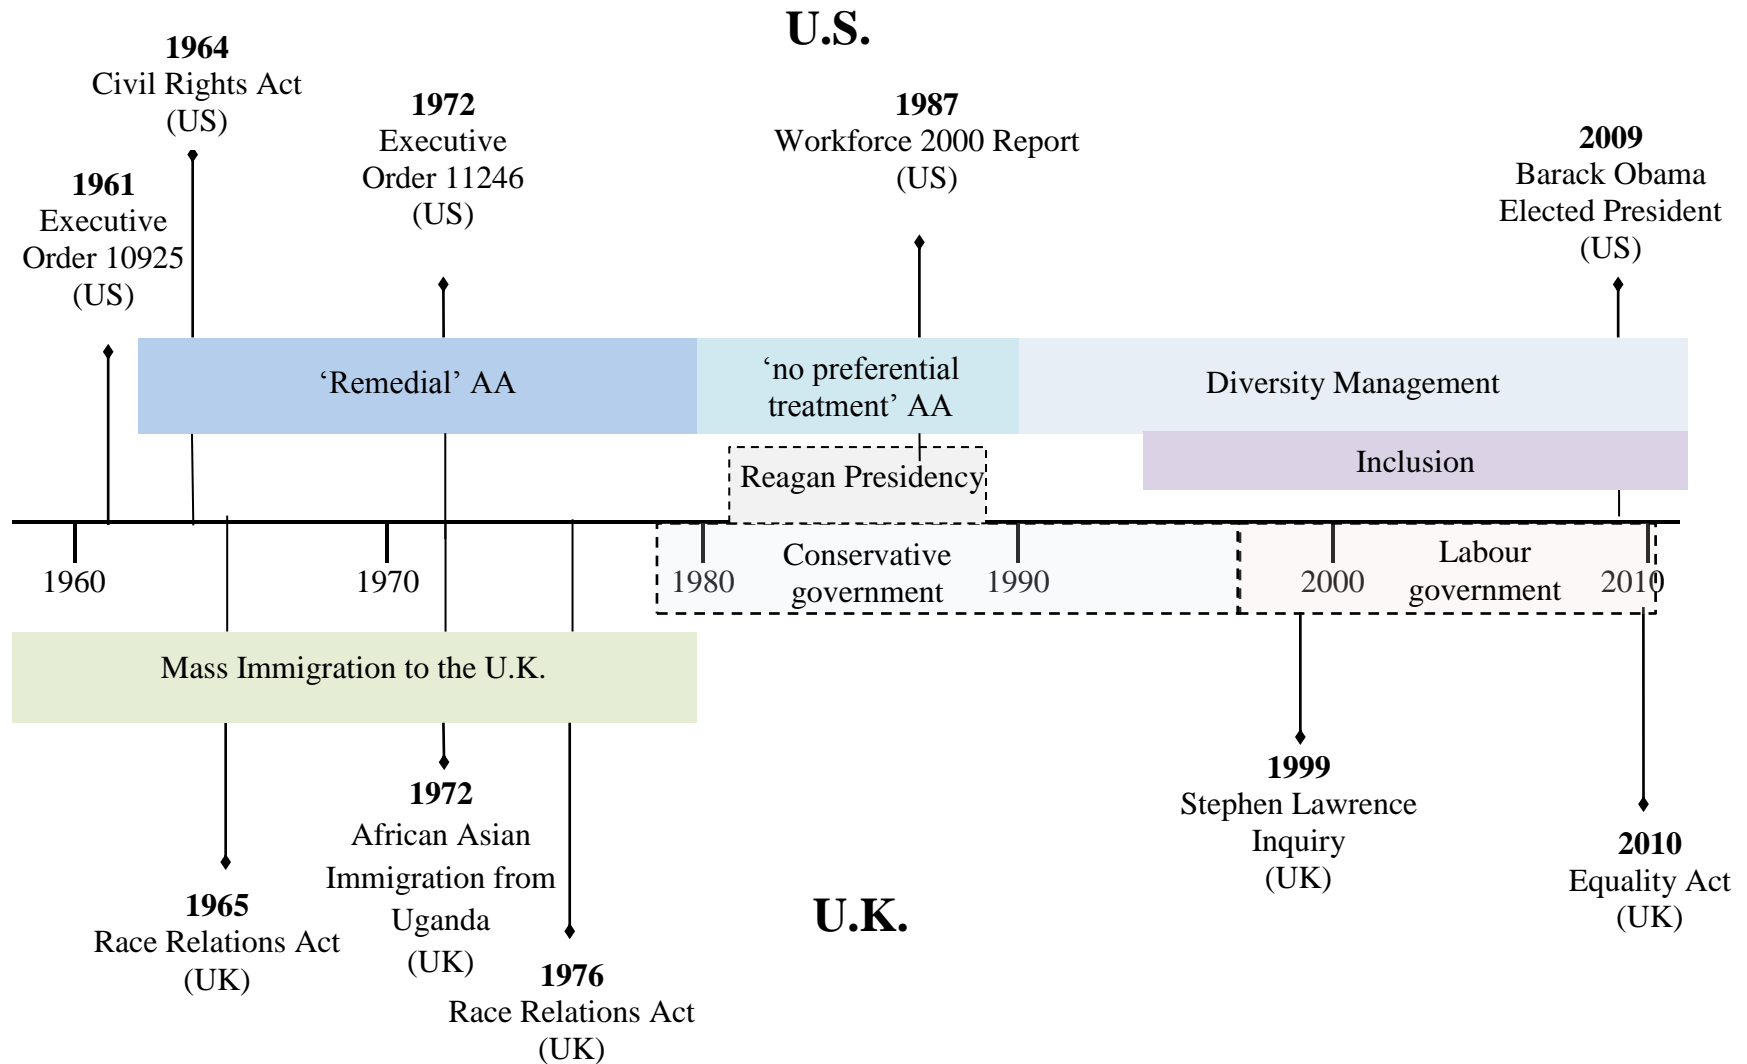 U.S.
1964
Civil Rights Act
(US)
1972
Executive
Order 11246
(US)
1987
Workforce 2000 Report
(US)
2009
Barack Obama
Elected President
(US)
1961
Executive
Order 10925
(US)
‘Remedial’ AA
‘no preferential
treatment’ AA
Diversity Management
Inclusion
Reagan Presidency
1960
1970
1980
1990
2000
2010
Conservative
government
Labour
government
Mass Immigration to the U.K.
1965
Race Relations Act
(UK)
1972
African Asian
Immigration from
Uganda
(UK)
1976
Race Relations Act
(UK)
U.K.
1999
Stephen Lawrence
Inquiry
(UK)
2010
Equality Act
(UK)